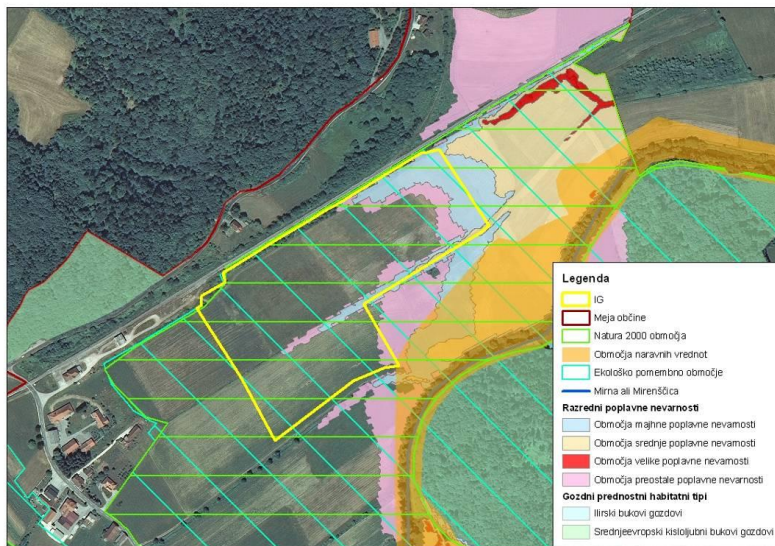 Legenda
IG
Meja občine
Natura 2000 območja
Območja naravnih vrednot
Ekološko pomembno območje
Mirna ali Mirenščica
Razredni poplavne nevarnosti
Območja majhne poplavne nevarnosti
Območja srednje poplavne nevarnosti
Območja velike poplavne nevarnosti
Območja preostale poplavne nevarnosti
Gozdni prednostni habitatni tipi
Ilirski bukovi gozdovi
Srednjeevropski kisloljubni bukovi gozdovi